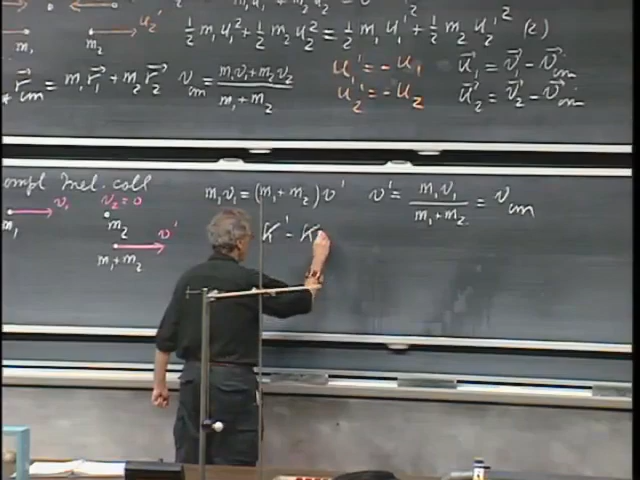 u₂'
m₁ m₂ ½ m₁ u₁² + ½ m₂ u₂² = ½ m₁ u₁'² + ½ m₂ u₂'² (2)
r⃗cm = m₁ r⃗₁ + m₂ r⃗₂ vcm = (m₁v₁ + m₂v₂)/(m₁ + m₂) u₁' = − u₁ u⃗₁ = v⃗₁ − v⃗cm
u₂' = − u₂ u⃗₂ = v⃗₂ − v⃗cm
ompl Inel. coll m₁v₁ = (m₁ + m₂) v' v' = m₁v₁/(m₁ + m₂) = vcm
v₁ v₂ = 0
m₁ m₂
v'
m₁ + m₂
K' − K